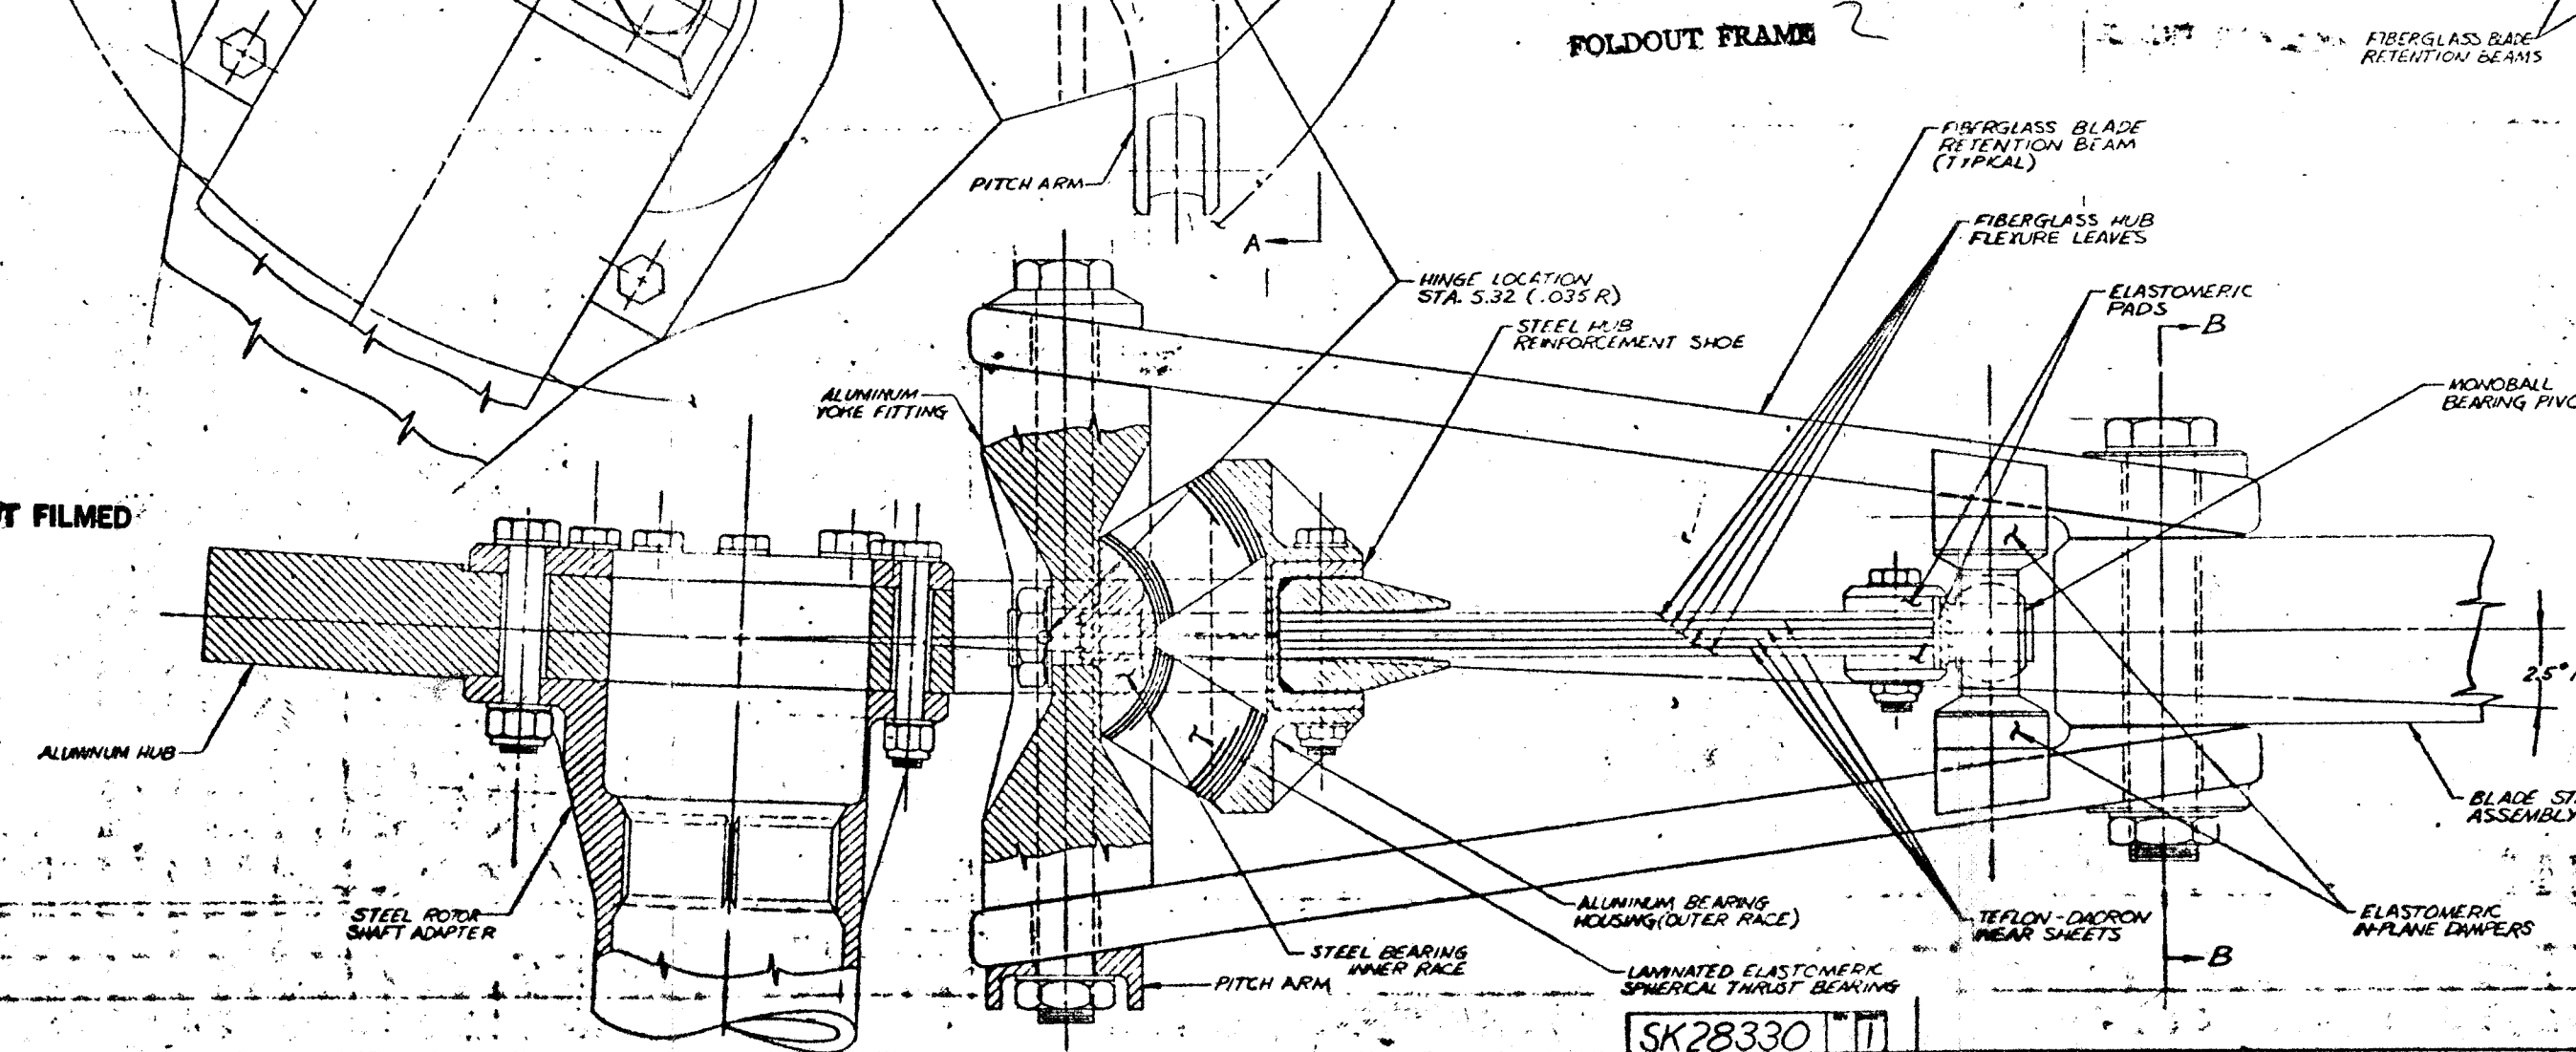 FOLDOUT FRAME 2
FIBERGLASS BLADE
RETENTION BEAMS
FIBERGLASS BLADE
RETENTION BEAM
(TYPICAL)
PITCH ARM
A
FIBERGLASS HUB
FLEXURE LEAVES
HINGE LOCATION
STA. 5.32 (.035 R)
ELASTOMERIC
PADS
STEEL HUB
REINFORCEMENT SHOE
B
ALUMINUM
YOKE FITTING
MONOBALL
BEARING
FILMED
2.5°
ALUMINUM HUB
BLADE
ASSEMBLY
STEEL ROTOR
SHAFT ADAPTER
ALUMINUM BEARING
HOUSING (OUTER RACE)
TEFLON-DACRON
WEAR SHEETS
ELASTOMERIC
IN-PLANE DAMPERS
STEEL BEARING
INNER RACE
B
LAMINATED ELASTOMERIC
SPHERICAL THRUST BEARING
PITCH ARM
SK28330 1